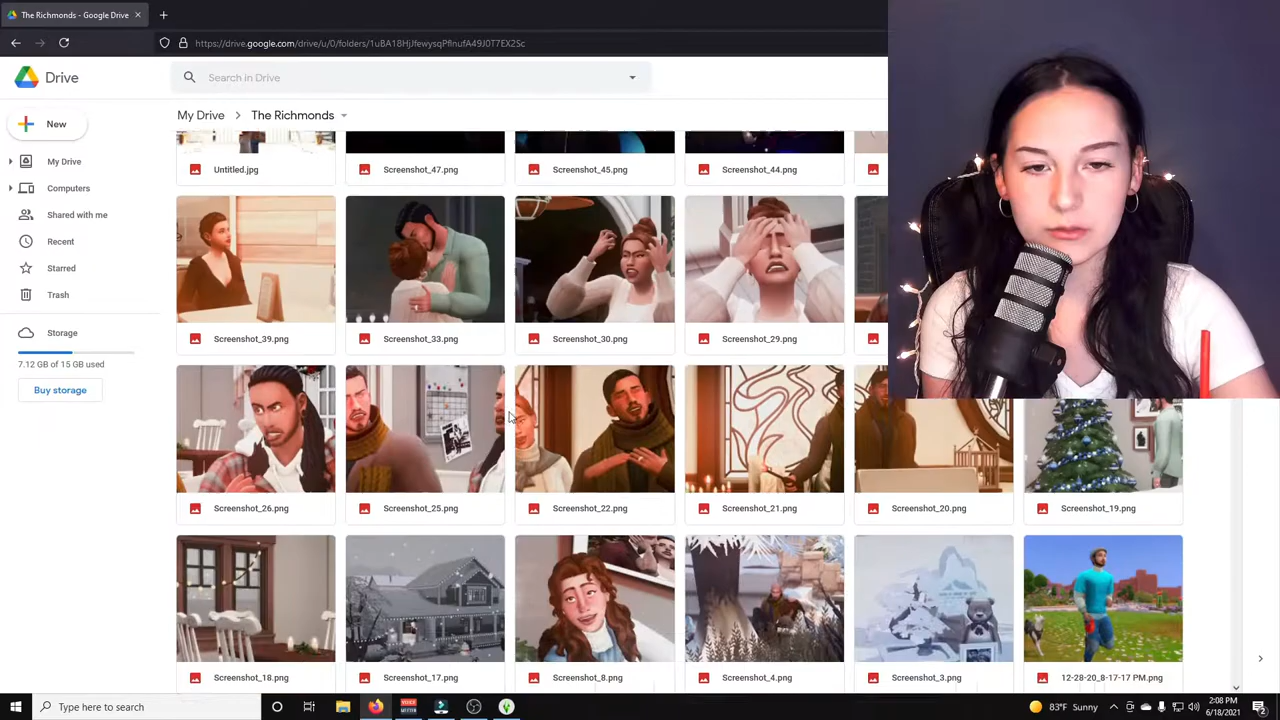 The Richmonds - Google Drive
https://drive.google.com/drive/u/0/folders/1uBA18HjJfewysqPflnufA49J0T7EX2Sc
Drive
Search in Drive
My Drive > The Richmonds
New
My Drive
Computers
Shared with me
Recent
Starred
Trash
Storage
7.12 GB of 15 GB used
Buy storage
Untitled.jpg Screenshot_47.png Screenshot_45.png Screenshot_44.png
Screenshot_39.png Screenshot_33.png Screenshot_30.png Screenshot_29.png
Screenshot_26.png Screenshot_25.png Screenshot_22.png Screenshot_21.png Screenshot_20.png Screenshot_19.png
Screenshot_18.png Screenshot_17.png Screenshot_8.png Screenshot_4.png Screenshot_3.png 12-28-20_8-17-17 PM.png
Type here to search
83°F Sunny
2:08 PM
6/18/2021
2